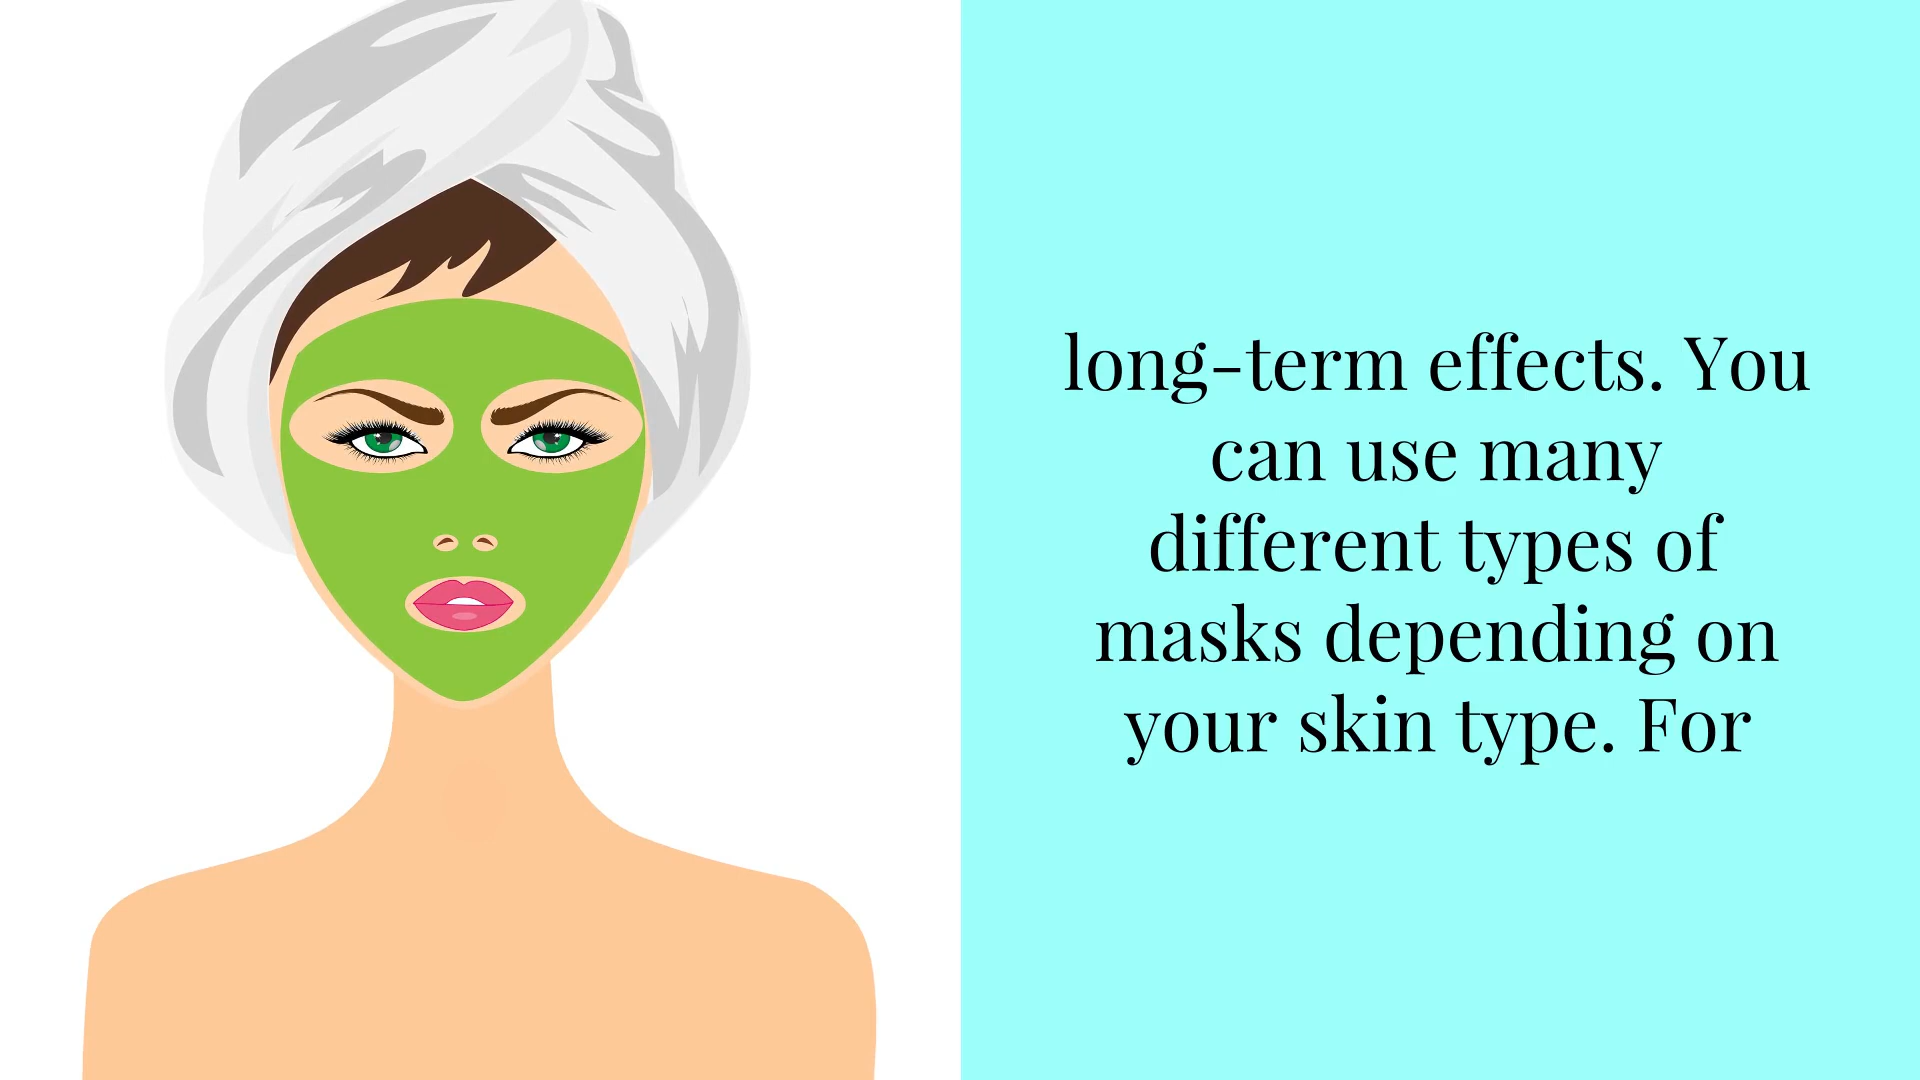 long-term effects. You
can use many
different types of
masks depending on
your skin type. For